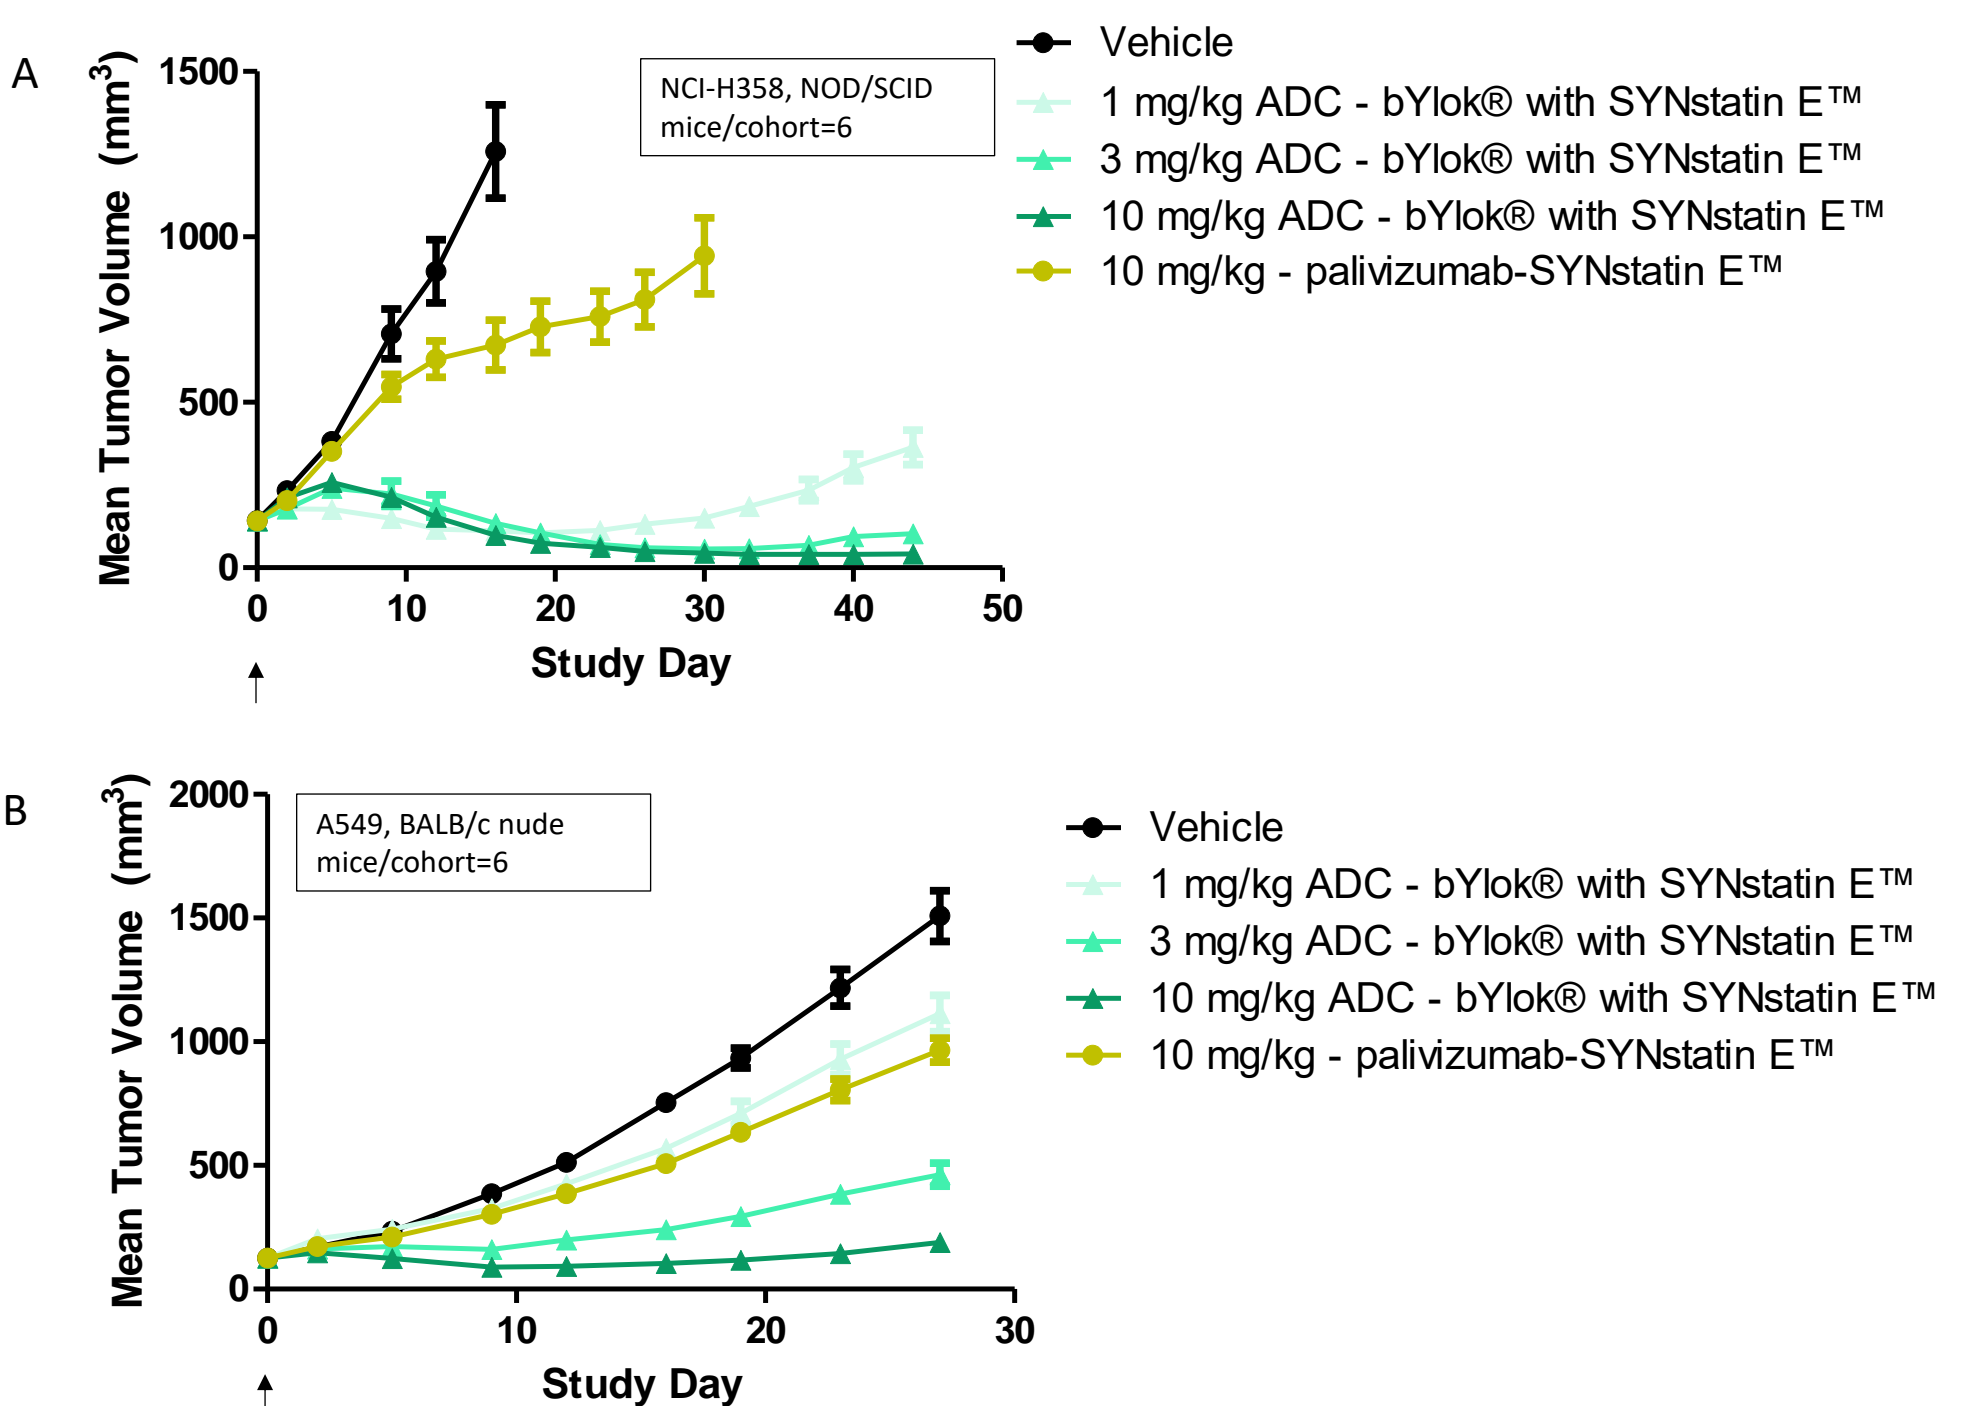 A
Mean Tumor Volume (mm³)
1500
1000
500
0
0 10 20 30 40 50
Study Day
NCI-H358, NOD/SCID
mice/cohort=6
Vehicle
1 mg/kg ADC - bYlok® with SYNstatin E™
3 mg/kg ADC - bYlok® with SYNstatin E™
10 mg/kg ADC - bYlok® with SYNstatin E™
10 mg/kg - palivizumab-SYNstatin E™
B
Mean Tumor Volume (mm³)
2000
1500
1000
500
0
0 10 20 30
Study Day
A549, BALB/c nude
mice/cohort=6
Vehicle
1 mg/kg ADC - bYlok® with SYNstatin E™
3 mg/kg ADC - bYlok® with SYNstatin E™
10 mg/kg ADC - bYlok® with SYNstatin E™
10 mg/kg - palivizumab-SYNstatin E™